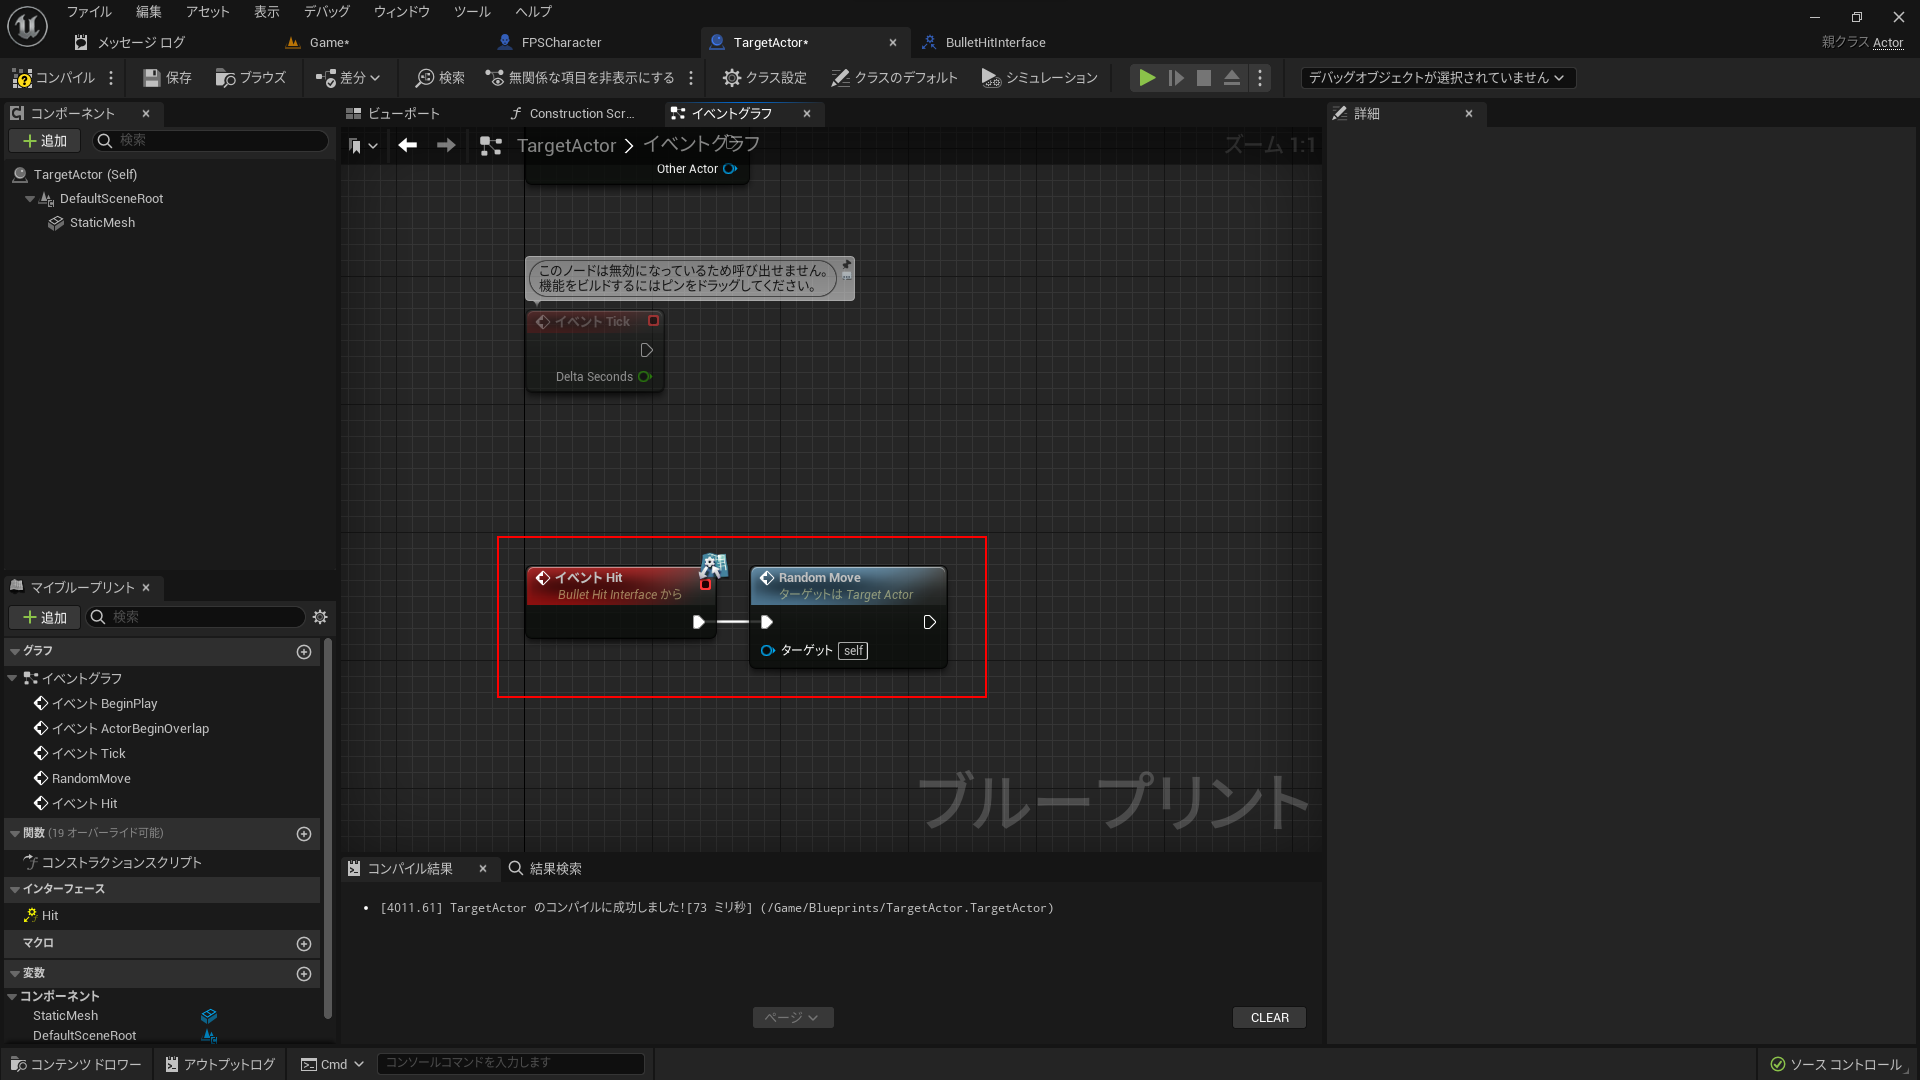 ファイル 編集 アセット 表示 デバッグ ウィンドウ ツール ヘルプ
メッセージ ログ Game* FPSCharacter TargetActor* BulletHitInterface 親クラス Actor
コンパイル 保存 ブラウズ 差分 検索 無関係な項目を非表示にする クラス設定 クラスのデフォルト シミュレーション デバッグオブジェクトが選択されていません
コンポーネント ビューポート Construction Scr... イベントグラフ 詳細
追加 検索 TargetActor イベントグラフ ズーム 1:1
Other Actor
TargetActor (Self)
DefaultSceneRoot
StaticMesh
このノードは無効になっているため呼び出せません。
機能をビルドするにはピンをドラッグしてください。
イベント Tick
Delta Seconds
イベント Hit
Bullet Hit Interface から
Random Move
ターゲットは Target Actor
ターゲット self
ブループリント
マイブループリント
追加 検索
グラフ
イベントグラフ
イベント BeginPlay
イベント ActorBeginOverlap
イベント Tick
RandomMove
イベント Hit
関数 (19 オーバーライド可能)
コンストラクションスクリプト
インターフェース
Hit
マクロ
変数
コンポーネント
StaticMesh
DefaultSceneRoot
コンパイル結果 結果検索
[4011.61] TargetActor のコンパイルに成功しました![73 ミリ秒] (/Game/Blueprints/TargetActor.TargetActor)
ページ CLEAR
コンテンツ ドロワー アウトプットログ Cmd コンソールコマンドを入力します ソース コントロール